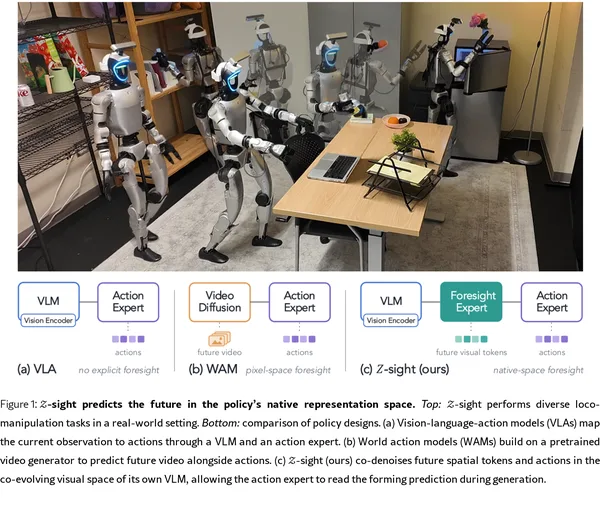 VLM
Vision Encoder
Action
Expert
actions
(a) VLA
no explicit foresight
Video
Diffusion
future video
Action
Expert
actions
(b) WAM
pixel-space foresight
VLM
Vision Encoder
Foresight
Expert
future visual tokens
Action
Expert
actions
(c) Z-sight (ours)
native-space foresight
Figure 1: Z-sight predicts the future in the policy's native representation space. Top: Z-sight performs diverse loco-
manipulation tasks in a real-world setting. Bottom: comparison of policy designs. (a) Vision-language-action models (VLAs) map
the current observation to actions through a VLM and an action expert. (b) World action models (WAMs) build on a pretrained
video generator to predict future video alongside actions. (c) Z-sight (ours) co-denoises future spatial tokens and actions in the
co-evolving visual space of its own VLM, allowing the action expert to read the forming prediction during generation.